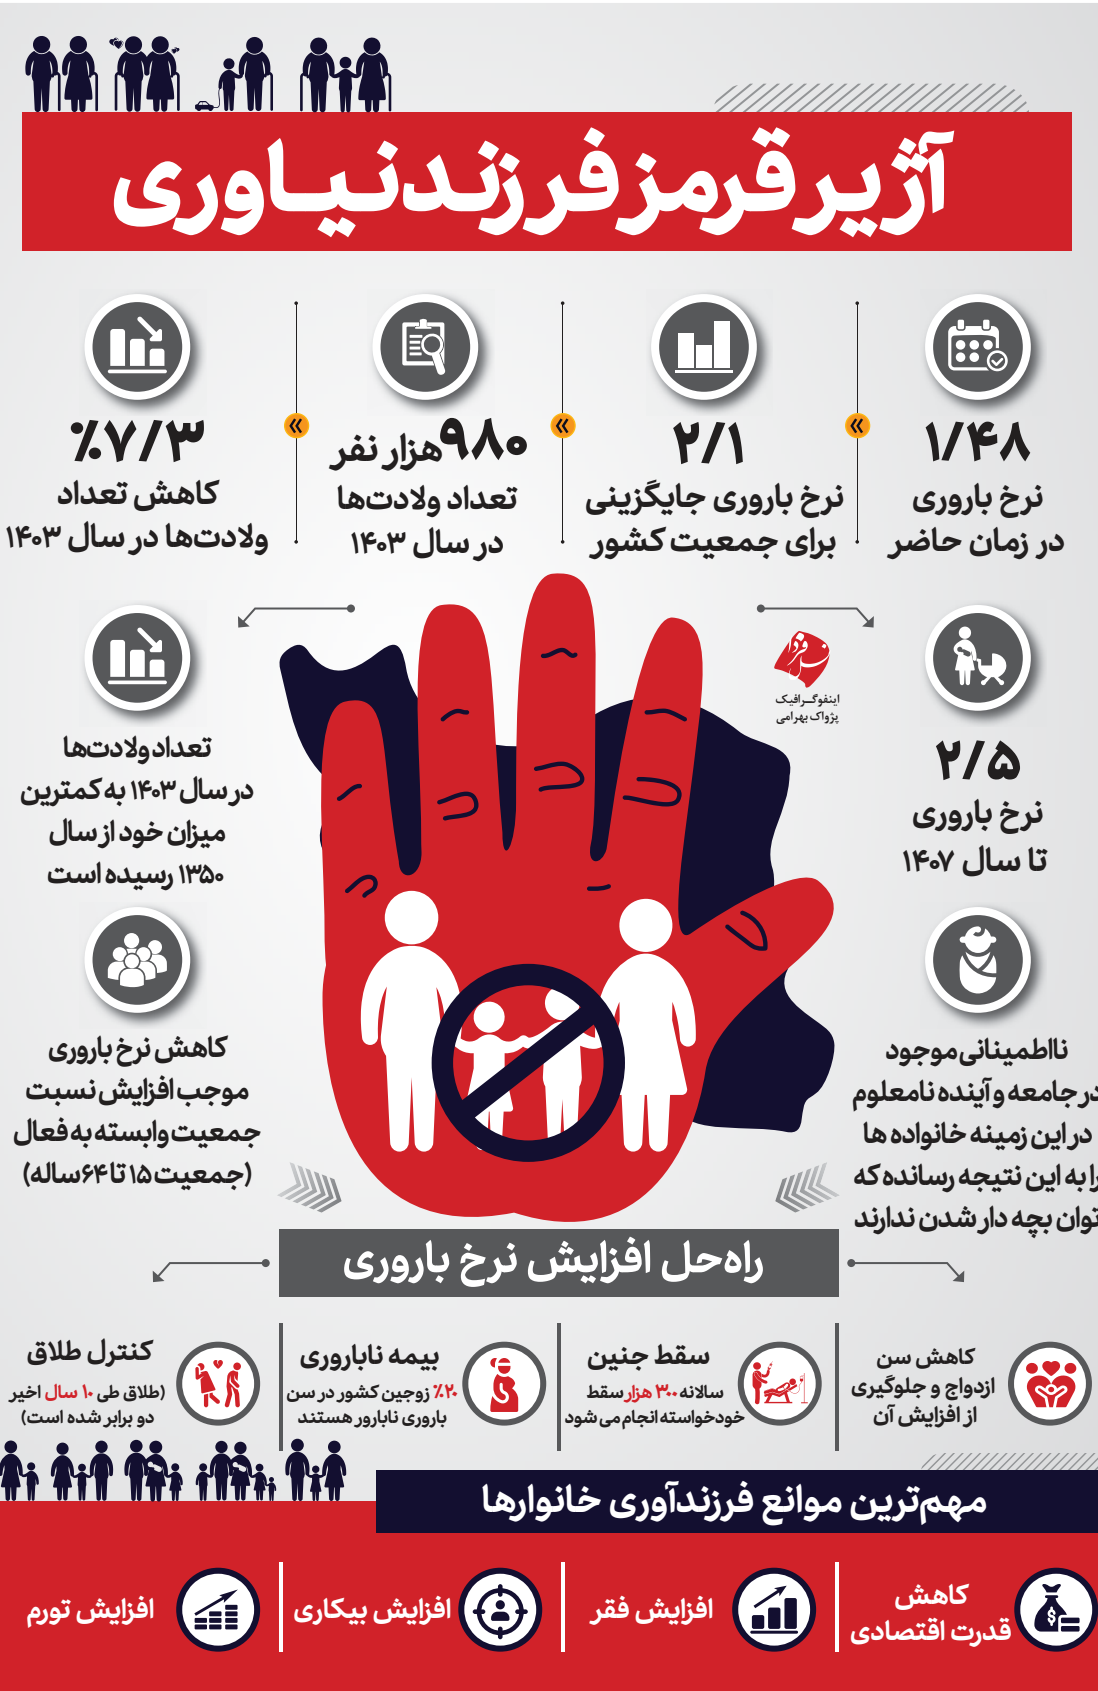 آژیر قرمز فرزندنیاوری
۱/۴۸
نرخ باروری
در زمان حاضر
۲/۱
نرخ باروری جایگزینی
برای جمعیت کشور
۹۸۰هزار نفر
تعداد ولادت‌ها
در سال ۱۴۰۳
٪۷/۳
کاهش تعداد
ولادت‌ها در سال ۱۴۰۳
نسل فردا
اینفوگرافیک
پژواک بهرامی
۲/۵
نرخ باروری
تا سال ۱۴۰۷
تعداد ولادت‌ها
در سال ۱۴۰۳ به کمترین
میزان خود از سال
۱۳۵۰ رسیده است
نااطمینانی موجود
در جامعه و آینده نامعلوم
در این زمینه خانواده ها
را به این نتیجه رسانده که
توان بچه دار شدن ندارند
کاهش نرخ باروری
موجب افزایش نسبت
جمعیت وابسته به فعال
(جمعیت ۱۵ تا ۶۴ساله)
راه‌حل افزایش نرخ باروری
کاهش سن
ازدواج و جلوگیری
از افزایش آن
سقط جنین
سالانه ۳۰۰ هزار سقط
خودخواسته انجام می شود
بیمه ناباروری
٪۲۰ زوجین کشور در سن
باروری نابارور هستند
کنترل طلاق
(طلاق طی ۱۰ سال اخیر
دو برابر شده است)
مهم‌ترین موانع فرزندآوری خانوارها
کاهش
قدرت اقتصادی
افزایش فقر
افزایش بیکاری
افزایش تورم